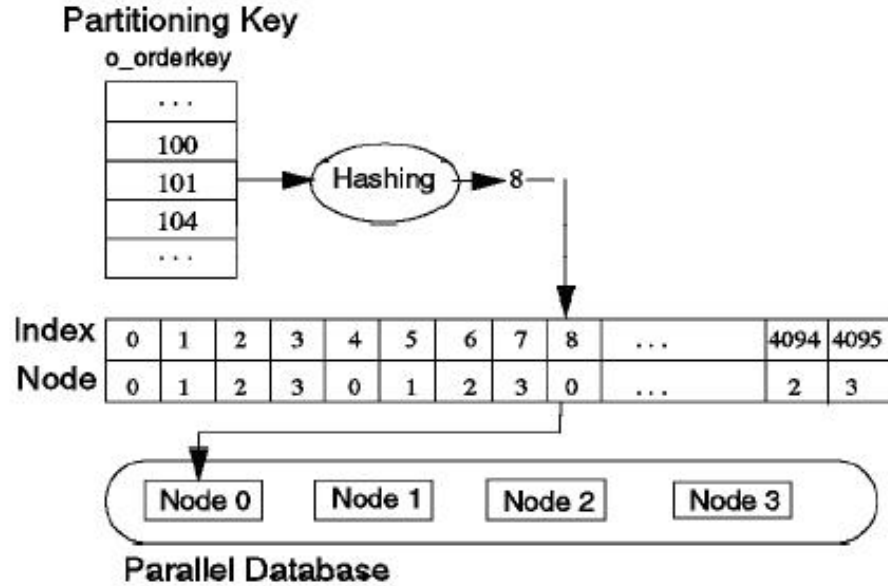 Partitioning Key
o_orderkey
...
100
101
104
...
Hashing
8
Index 0 1 2 3 4 5 6 7 8 ... 4094 4095
Node 0 1 2 3 0 1 2 3 0 ... 2 3
Node 0 Node 1 Node 2 Node 3
Parallel Database